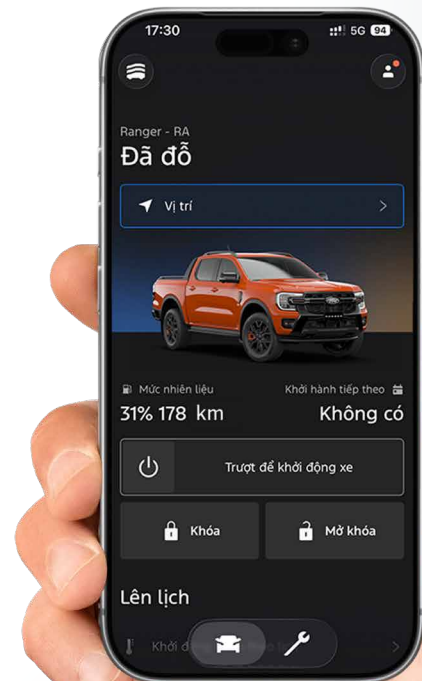 17:30
5G 94
Ranger - RA
Đã đỗ
Vị trí
Mức nhiên liệu
Khởi hành tiếp theo
31% 178 km
Không có
Trượt để khởi động xe
Khóa
Mở khóa
Lên lịch
Khởi